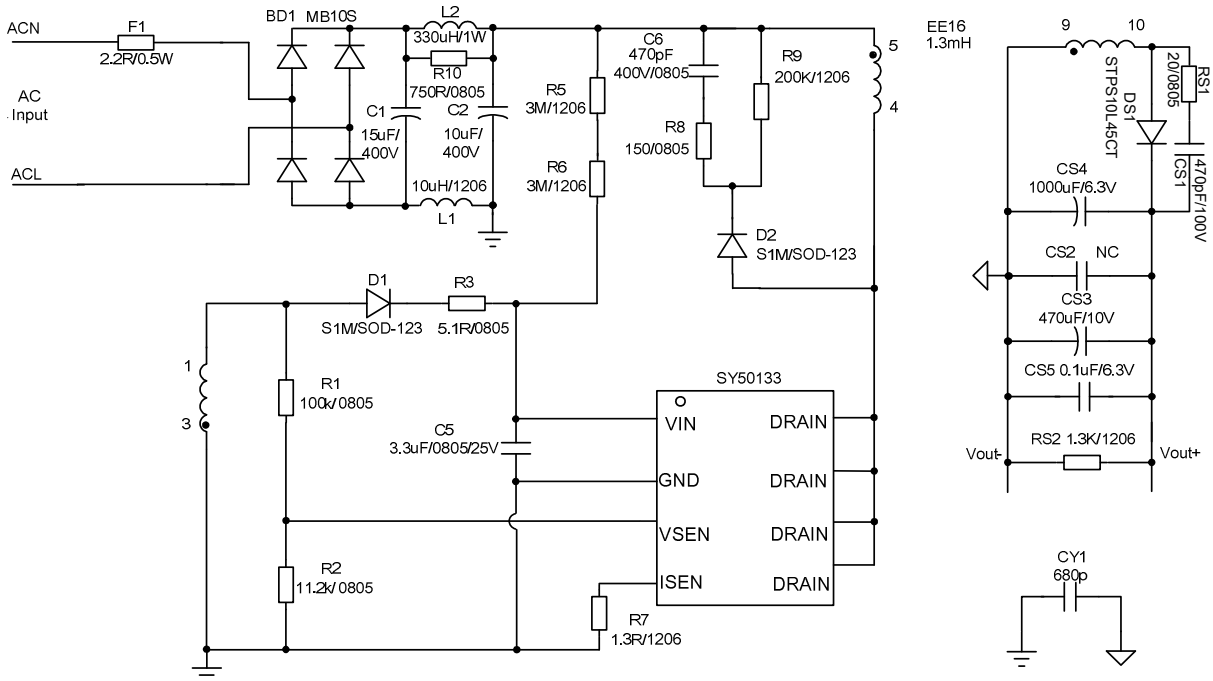 ACN
F1
2.2R/0.5W
BD1
MB10S
L2
330uH/1W
R10
750R/0805
AC
Input
C1
15uF/
400V
C2
10uF/
400V
10uH/1206
L1
ACL
R5
3M/1206
R6
3M/1206
C6
470pF
400V/0805
R9
200K/1206
R8
150/0805
D2
S1M/SOD-123
5
4
EE16
1.3mH
9
10
STPS10L45CT
DS1
RS1
20/0805
470pF/100V
CS1
CS4
1000uF/6.3V
CS2
NC
CS3
470uF/10V
CS5 0.1uF/6.3V
RS2 1.3K/1206
Vout-
Vout+
D1
S1M/SOD-123
R3
5.1R/0805
1
3
R1
100k/0805
R2
11.2k/0805
C5
3.3uF/0805/25V
SY50133
VIN
GND
VSEN
ISEN
DRAIN
DRAIN
DRAIN
DRAIN
R7
1.3R/1206
CY1
680p